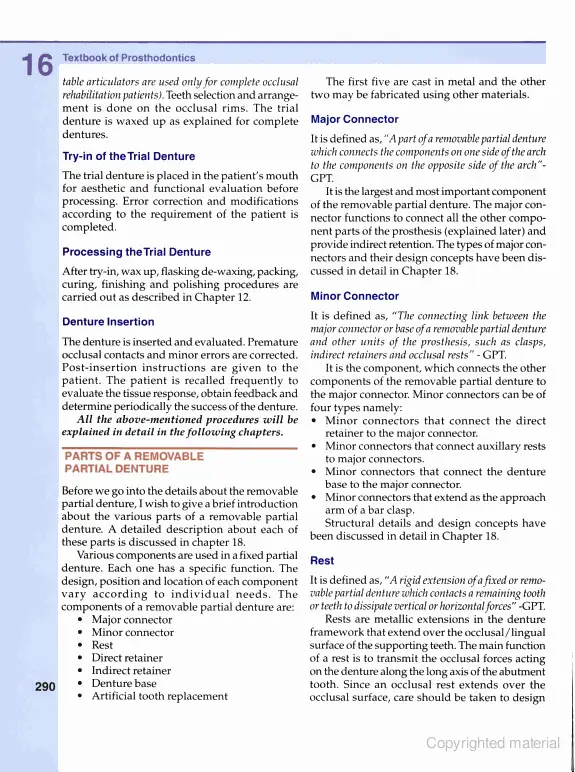 16
Textbook of Prosthodontics
table articulators are used only for complete occlusal
rehabilitation patients). Teeth selection and arrange-
ment is done on the occlusal rims. The trial
denture is waxed up as explained for complete
dentures.
Try-in of the Trial Denture
The trial denture is placed in the patient's mouth
for aesthetic and functional evaluation before
processing. Error correction and modifications
according to the requirement of the patient is
completed.
Processing the Trial Denture
After try-in, wax up, flasking de-waxing, packing,
curing, finishing and polishing procedures are
carried out as described in Chapter 12.
Denture Insertion
The denture is inserted and evaluated. Premature
occlusal contacts and minor errors are corrected.
Post-insertion instructions are given to the
patient. The patient is recalled frequently to
evaluate the tissue response, obtain feedback and
determine periodically the success of the denture.
All the above-mentioned procedures will be
explained in detail in the following chapters.
PARTS OF A REMOVABLE
PARTIAL DENTURE
Before we go into the details about the removable
partial denture, I wish to give a brief introduction
about the various parts of a removable partial
denture. A detailed description about each of
these parts is discussed in chapter 18.
Various components are used in a fixed partial
denture. Each one has a specific function. The
design, position and location of each component
vary according to individual needs. The
components of a removable partial denture are:
• Major connector
• Minor connector
• Rest
• Direct retainer
• Indirect retainer
• Denture base
• Artificial tooth replacement
290
The first five are cast in metal and the other
two may be fabricated using other materials.
Major Connector
It is defined as, "A part of a removable partial denture
which connects the components on one side of the arch
to the components on the opposite side of the arch"-
GPT.
It is the largest and most important component
of the removable partial denture. The major con-
nector functions to connect all the other compo-
nent parts of the prosthesis (explained later) and
provide indirect retention. The types of major con-
nectors and their design concepts have been dis-
cussed in detail in Chapter 18.
Minor Connector
It is defined as, "The connecting link between the
major connector or base of a removable partial denture
and other units of the prosthesis, such as clasps,
indirect retainers and occlusal rests" - GPT.
It is the component, which connects the other
components of the removable partial denture to
the major connector. Minor connectors can be of
four types namely:
• Minor connectors that connect the direct
retainer to the major connector.
• Minor connectors that connect auxillary rests
to major connectors.
• Minor connectors that connect the denture
base to the major connector.
• Minor connectors that extend as the approach
arm of a bar clasp.
Structural details and design concepts have
been discussed in detail in Chapter 18.
Rest
It is defined as, "A rigid extension of a fixed or remo-
vable partial denture which contacts a remaining tooth
or teeth to dissipate vertical or horizontal forces" -GPT.
Rests are metallic extensions in the denture
framework that extend over the occlusal/lingual
surface of the supporting teeth. The main function
of a rest is to transmit the occlusal forces acting
on the denture along the long axis of the abutment
tooth. Since an occlusal rest extends over the
occlusal surface, care should be taken to design
Copyrighted material